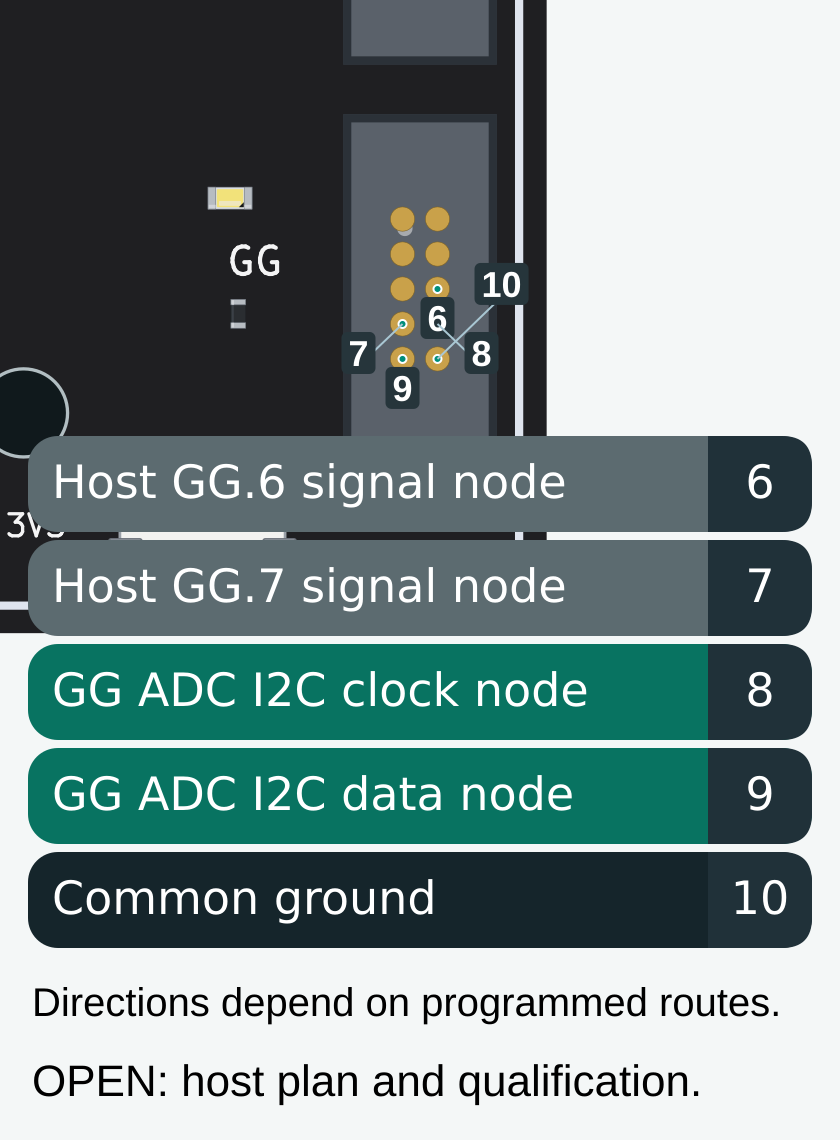 GG
10
6
7
8
9
Host GG.6 signal node 6
Host GG.7 signal node 7
GG ADC I2C clock node 8
GG ADC I2C data node 9
Common ground 10
Directions depend on programmed routes.
OPEN: host plan and qualification.